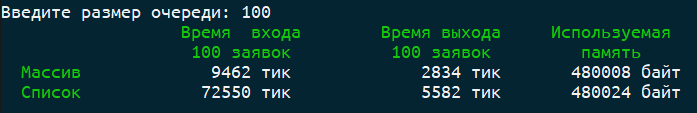 Введите размер очереди: 100
Время входа Время выхода Используемая
100 заявок 100 заявок память
Массив 9462 тик 2834 тик 480008 байт
Список 72550 тик 5582 тик 480024 байт